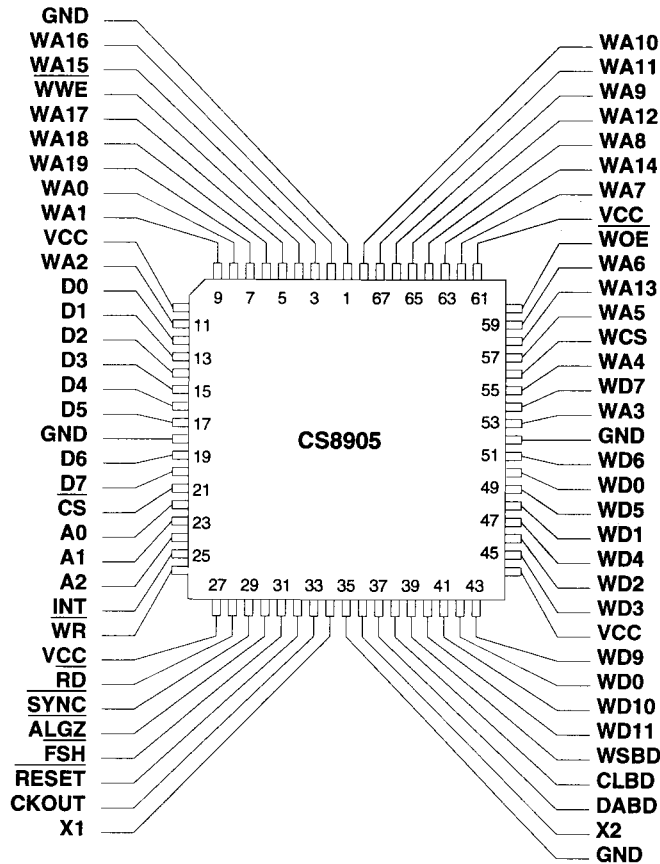 GND
WA16
WA15
WWE
WA17
WA18
WA19
WA0
WA1
VCC
WA2
D0
D1
D2
D3
D4
D5
GND
D6
D7
CS
A0
A1
A2
INT
WR
VCC
RD
SYNC
ALGZ
FSH
RESET
CKOUT
X1
9 7 5 3 1 67 65 63 61
11
13
15
17
19
21
23
25
CS8905
59
57
55
53
51
49
47
45
27 29 31 33 35 37 39 41 43
WA10
WA11
WA9
WA12
WA8
WA14
WA7
VCC
WOE
WA6
WA13
WA5
WCS
WA4
WD7
WA3
GND
WD6
WD0
WD5
WD1
WD4
WD2
WD3
VCC
WD9
WD0
WD10
WD11
WSBD
CLBD
DABD
X2
GND